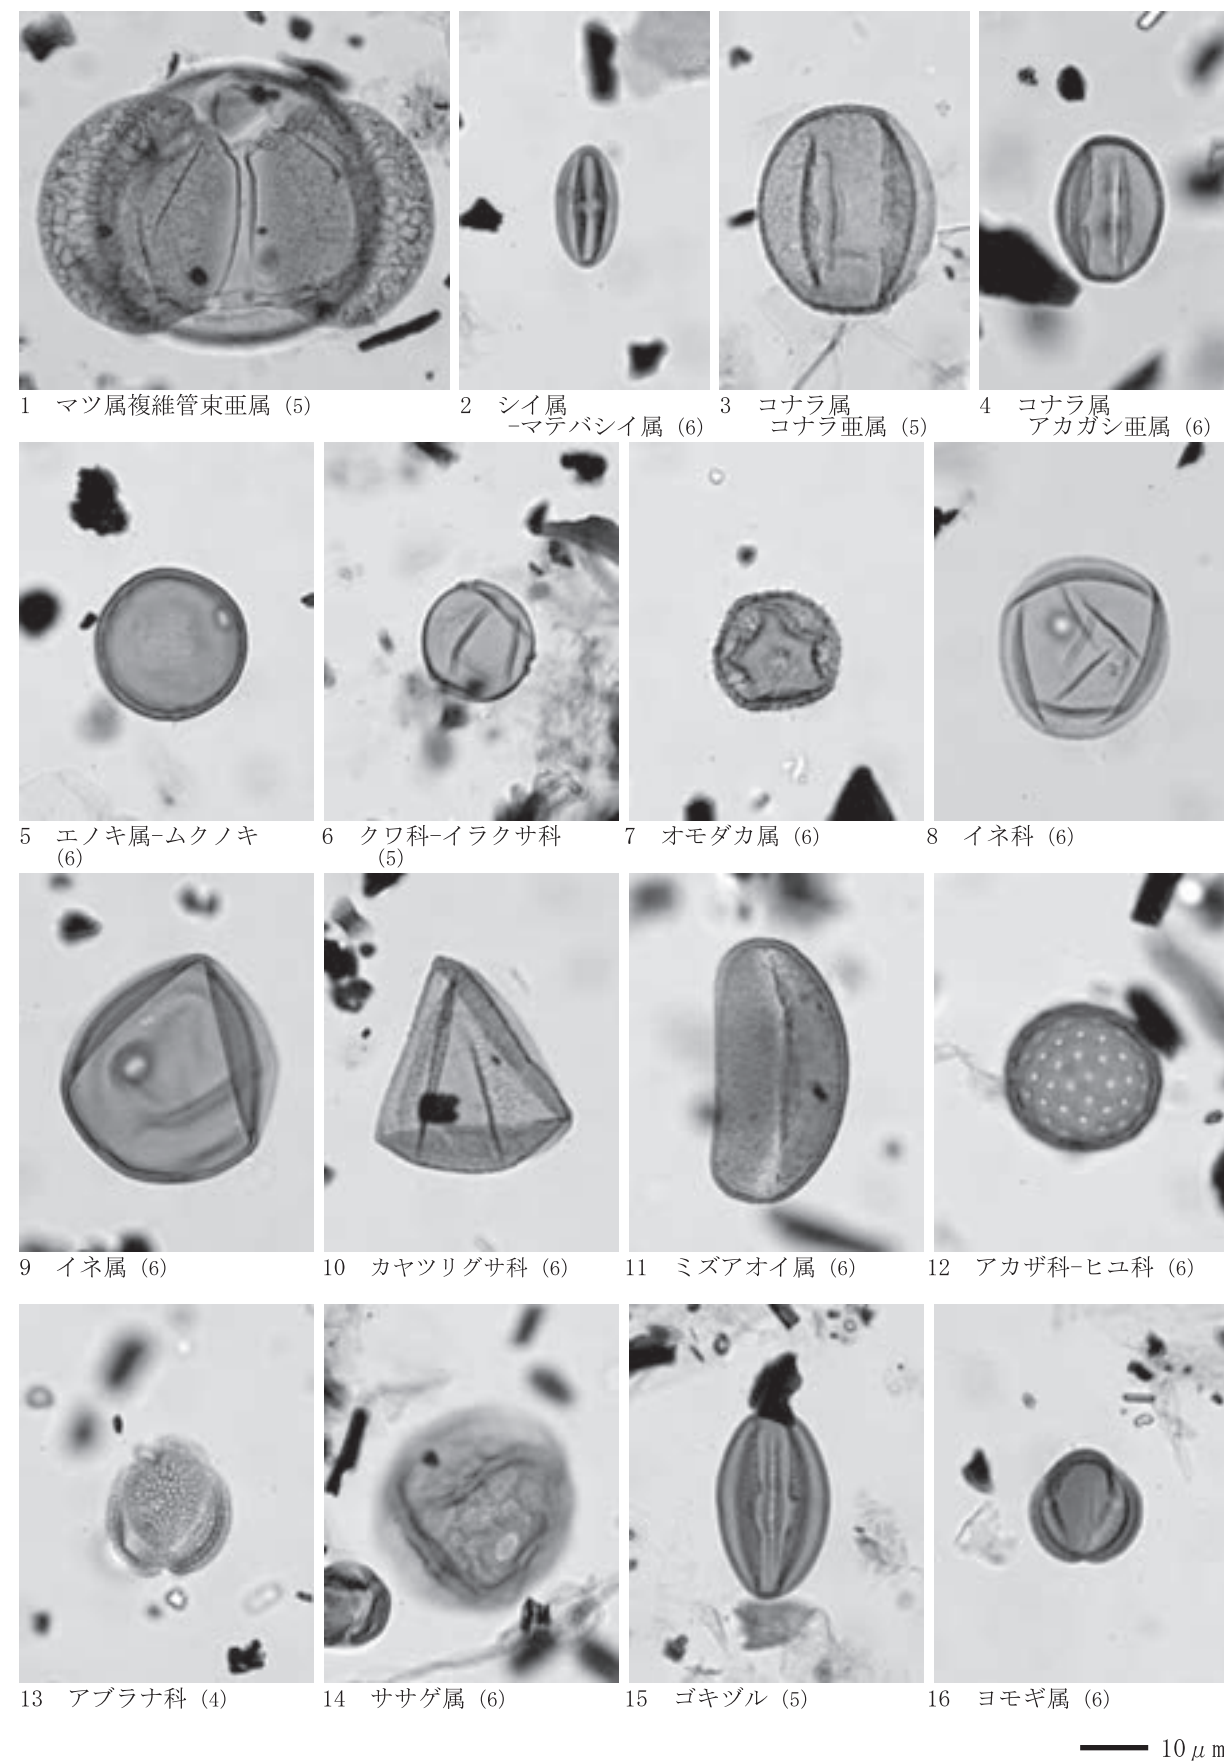 1 マツ属複維管束亜属 (5)
2 シイ属
-マテバシイ属 (6)
3 コナラ属
コナラ亜属 (5)
4 コナラ属
アカガシ亜属 (6)
5 エノキ属-ムクノキ
(6)
6 クワ科-イラクサ科
(5)
7 オモダカ属 (6)
8 イネ科 (6)
9 イネ属 (6)
10 カヤツリグサ科 (6)
11 ミズアオイ属 (6)
12 アカザ科-ヒユ科 (6)
13 アブラナ科 (4)
14 ササゲ属 (6)
15 ゴキヅル (5)
16 ヨモギ属 (6)
10μm